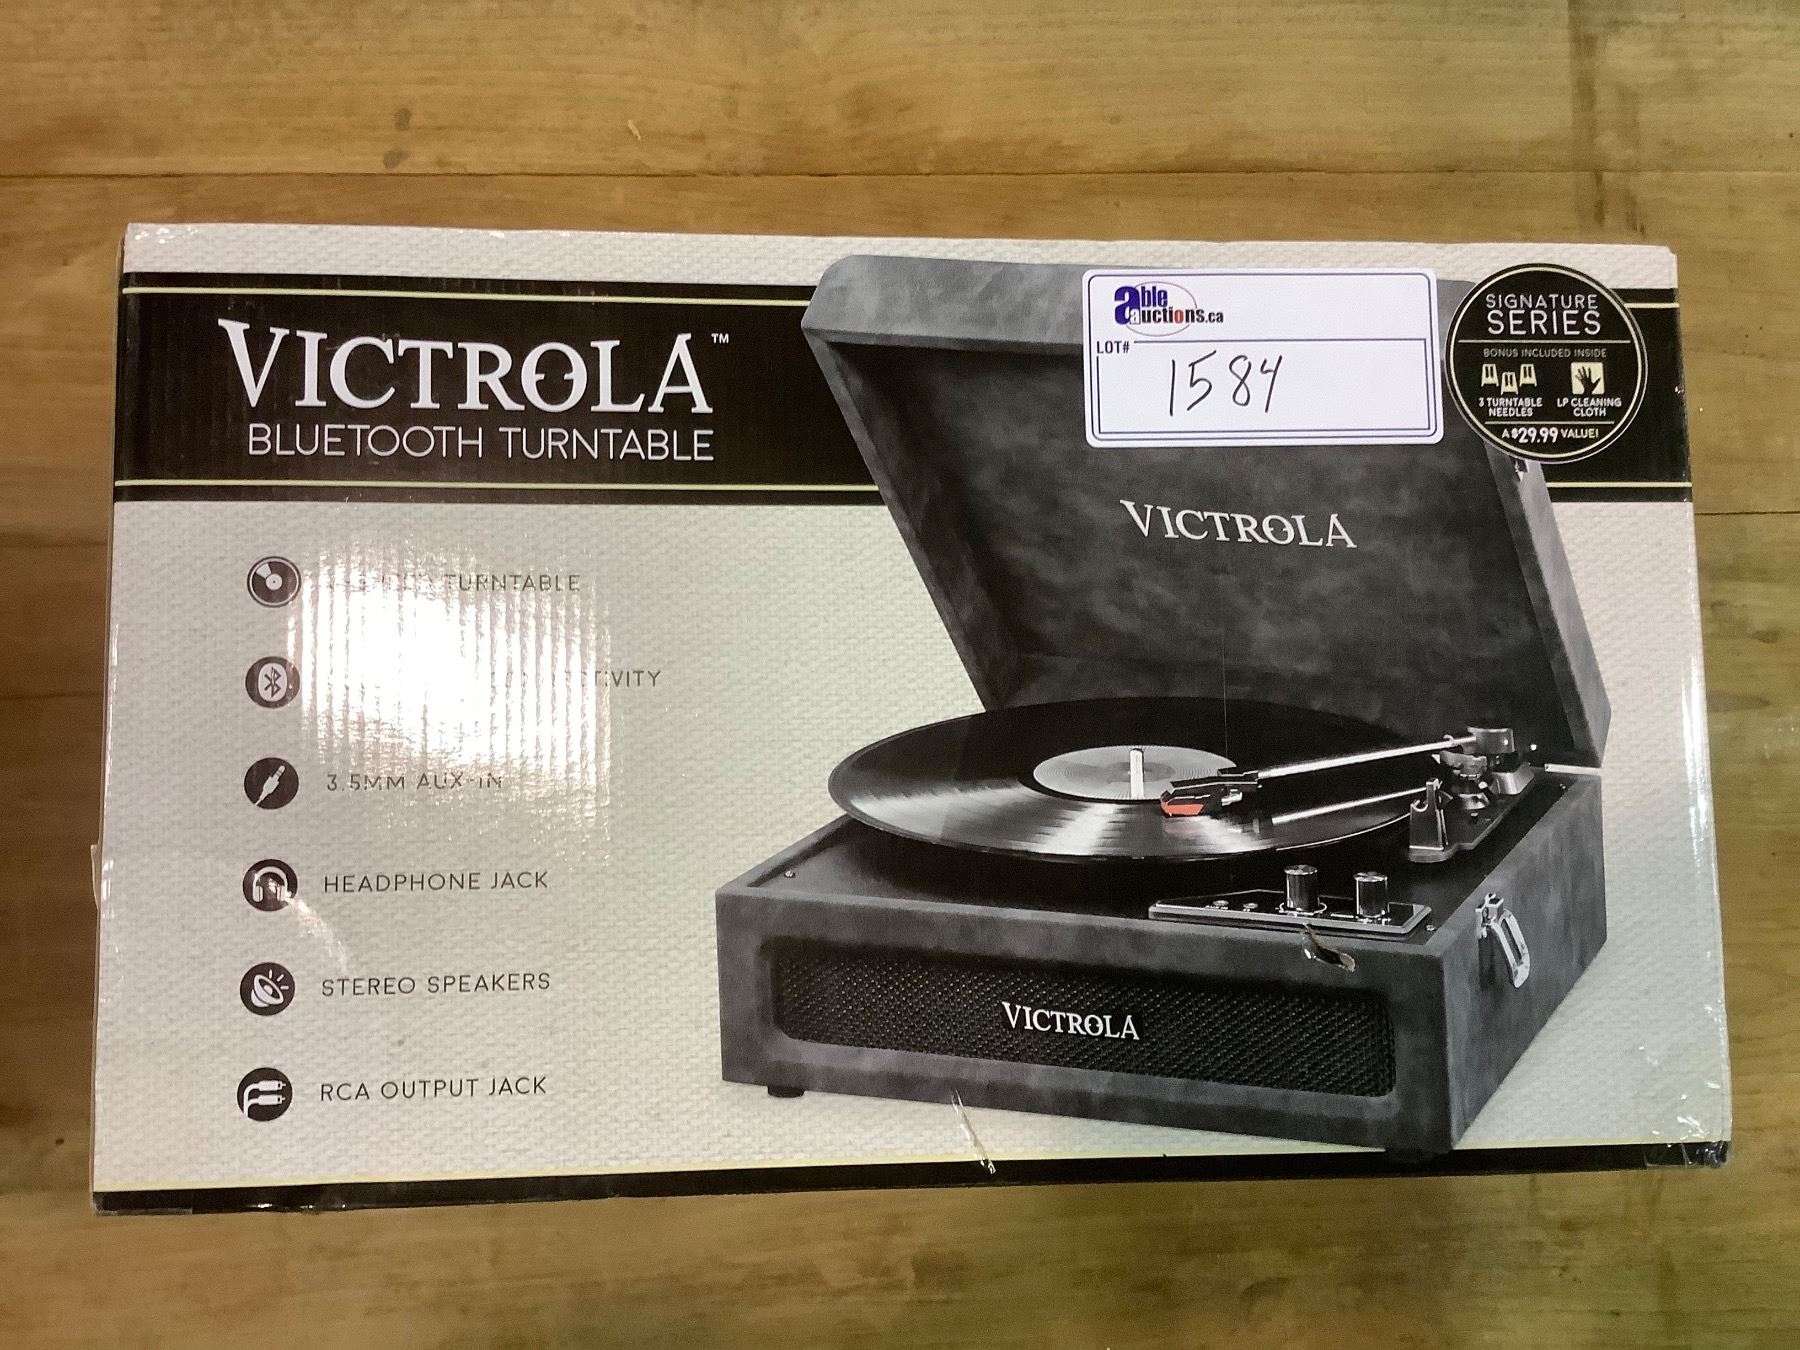 VICTROLA™
BLUETOOTH TURNTABLE
TURNTABLE
3.5MM AUX-IN
HEADPHONE JACK
STEREO SPEAKERS
RCA OUTPUT JACK
able
auctions.ca
LOT#
1584
SIGNATURE
SERIES
BONUS INCLUDED INSIDE
3 TURNTABLE
NEEDLES
LP CLEANING
CLOTH
A $29.99 VALUE!
VICTROLA
VICTROLA